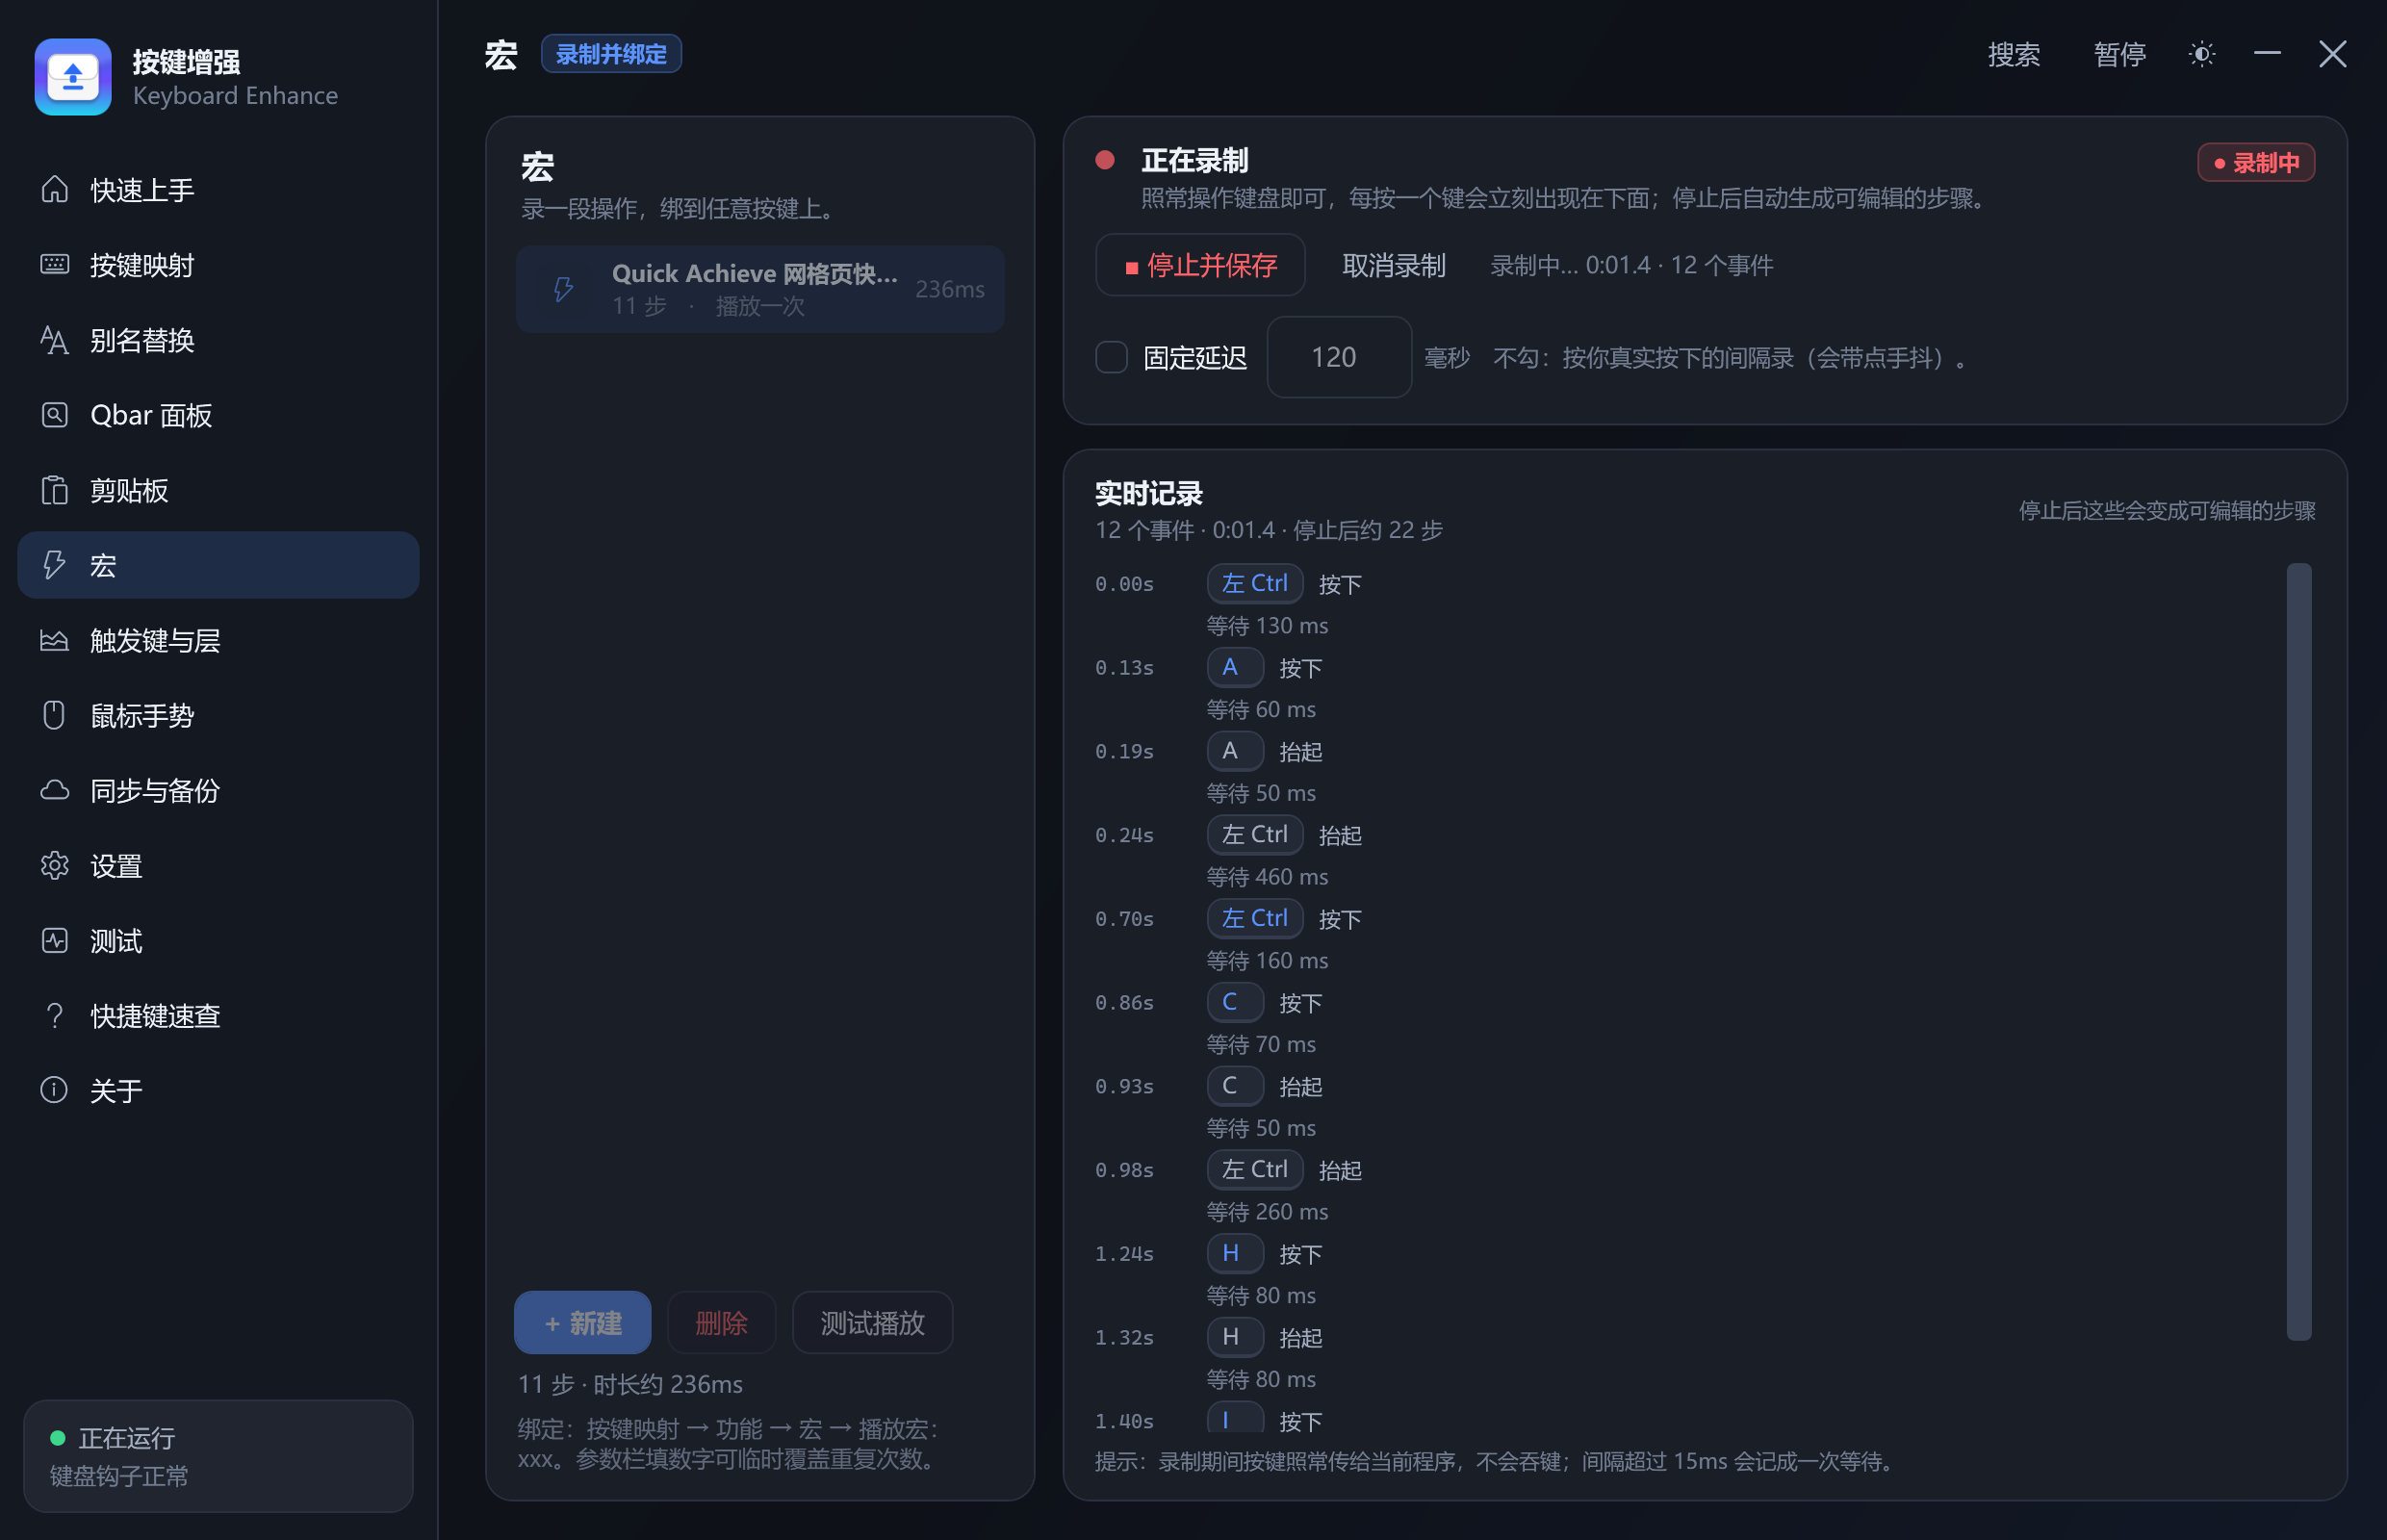 按键增强
Keyboard Enhance
快速上手
按键映射
别名替换
Qbar 面板
剪贴板
宏
触发键与层
鼠标手势
同步与备份
设置
测试
快捷键速查
关于
正在运行
键盘钩子正常
宏 录制并绑定
搜索 暂停
宏
录一段操作，绑到任意按键上。
Quick Achieve 网格页快...
11 步 · 播放一次
236ms
+ 新建 删除 测试播放
11 步 · 时长约 236ms
绑定：按键映射 → 功能 → 宏 → 播放宏：
xxx。参数栏填数字可临时覆盖重复次数。
正在录制
录制中
照常操作键盘即可，每按一个键会立刻出现在下面；停止后自动生成可编辑的步骤。
停止并保存 取消录制 录制中... 0:01.4 · 12 个事件
固定延迟 120 毫秒 不勾：按你真实按下的间隔录（会带点手抖）。
实时记录
12 个事件 · 0:01.4 · 停止后约 22 步
停止后这些会变成可编辑的步骤
0.00s 左 Ctrl 按下
等待 130 ms
0.13s A 按下
等待 60 ms
0.19s A 抬起
等待 50 ms
0.24s 左 Ctrl 抬起
等待 460 ms
0.70s 左 Ctrl 按下
等待 160 ms
0.86s C 按下
等待 70 ms
0.93s C 抬起
等待 50 ms
0.98s 左 Ctrl 抬起
等待 260 ms
1.24s H 按下
等待 80 ms
1.32s H 抬起
等待 80 ms
1.40s I 按下
提示：录制期间按键照常传给当前程序，不会吞键；间隔超过 15ms 会记成一次等待。